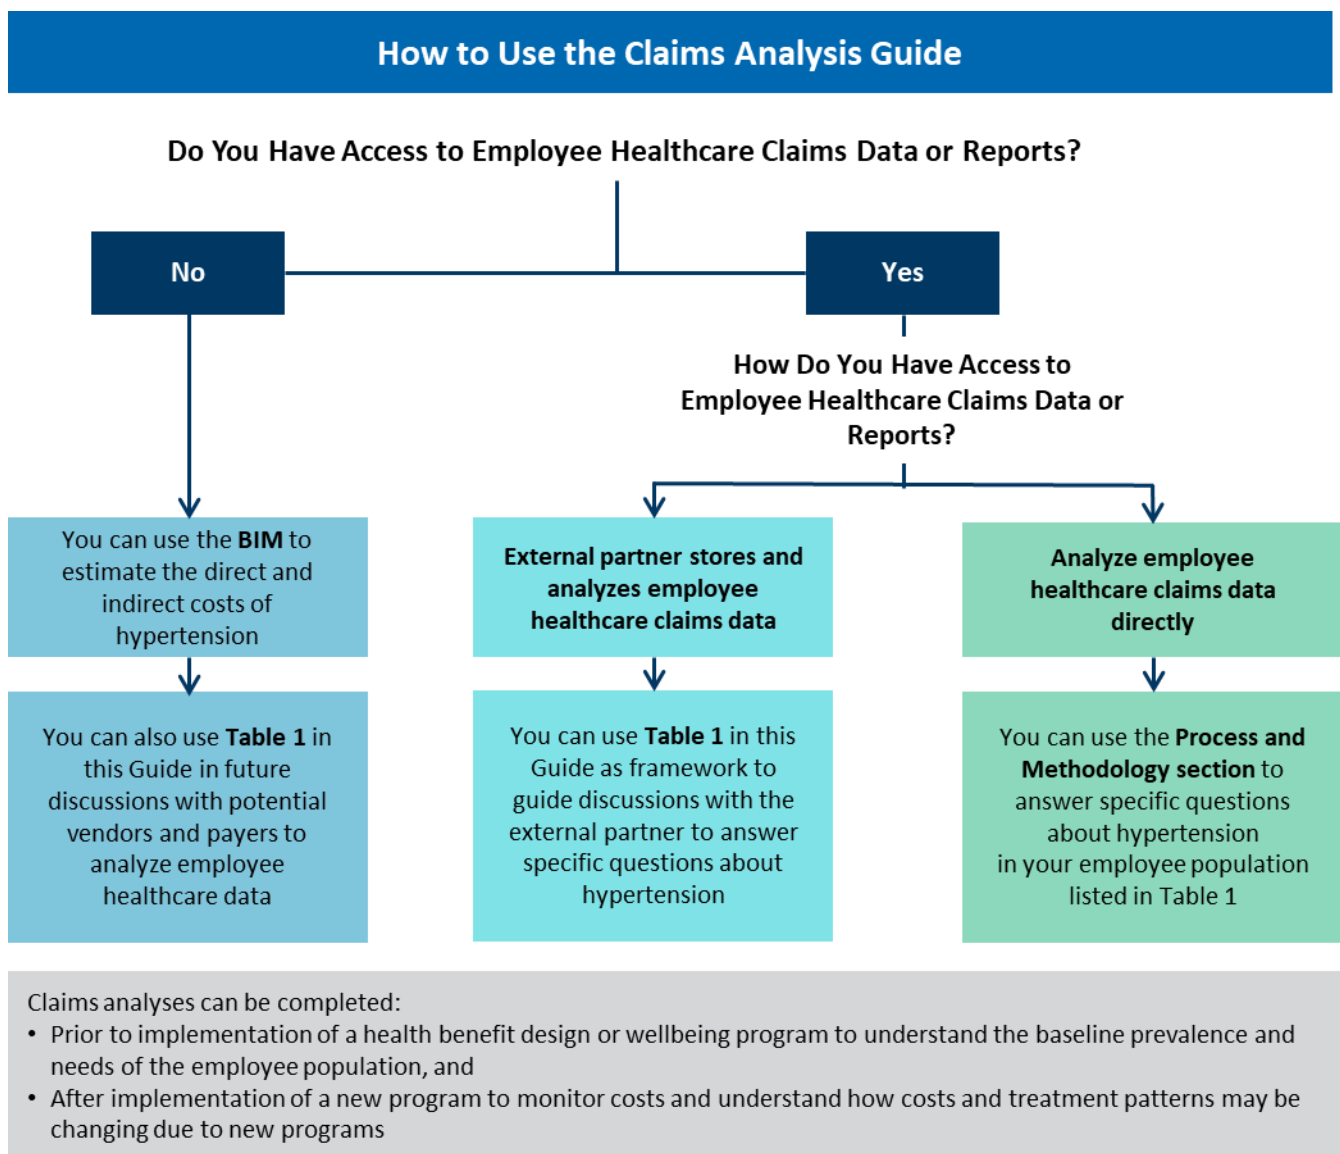 How to Use the Claims Analysis Guide
Do You Have Access to Employee Healthcare Claims Data or Reports?
No
Yes
How Do You Have Access to
Employee Healthcare Claims Data or
Reports?
You can use the BIM to
estimate the direct and
indirect costs of
hypertension
External partner stores and
analyzes employee
healthcare claims data
Analyze employee
healthcare claims data
directly
You can also use Table 1 in
this Guide in future
discussions with potential
vendors and payers to
analyze employee
healthcare data
You can use Table 1 in this
Guide as framework to
guide discussions with the
external partner to answer
specific questions about
hypertension
You can use the Process and
Methodology section to
answer specific questions
about hypertension
in your employee population
listed in Table 1
Claims analyses can be completed:
• Prior to implementation of a health benefit design or wellbeing program to understand the baseline prevalence and
needs of the employee population, and
• After implementation of a new program to monitor costs and understand how costs and treatment patterns may be
changing due to new programs